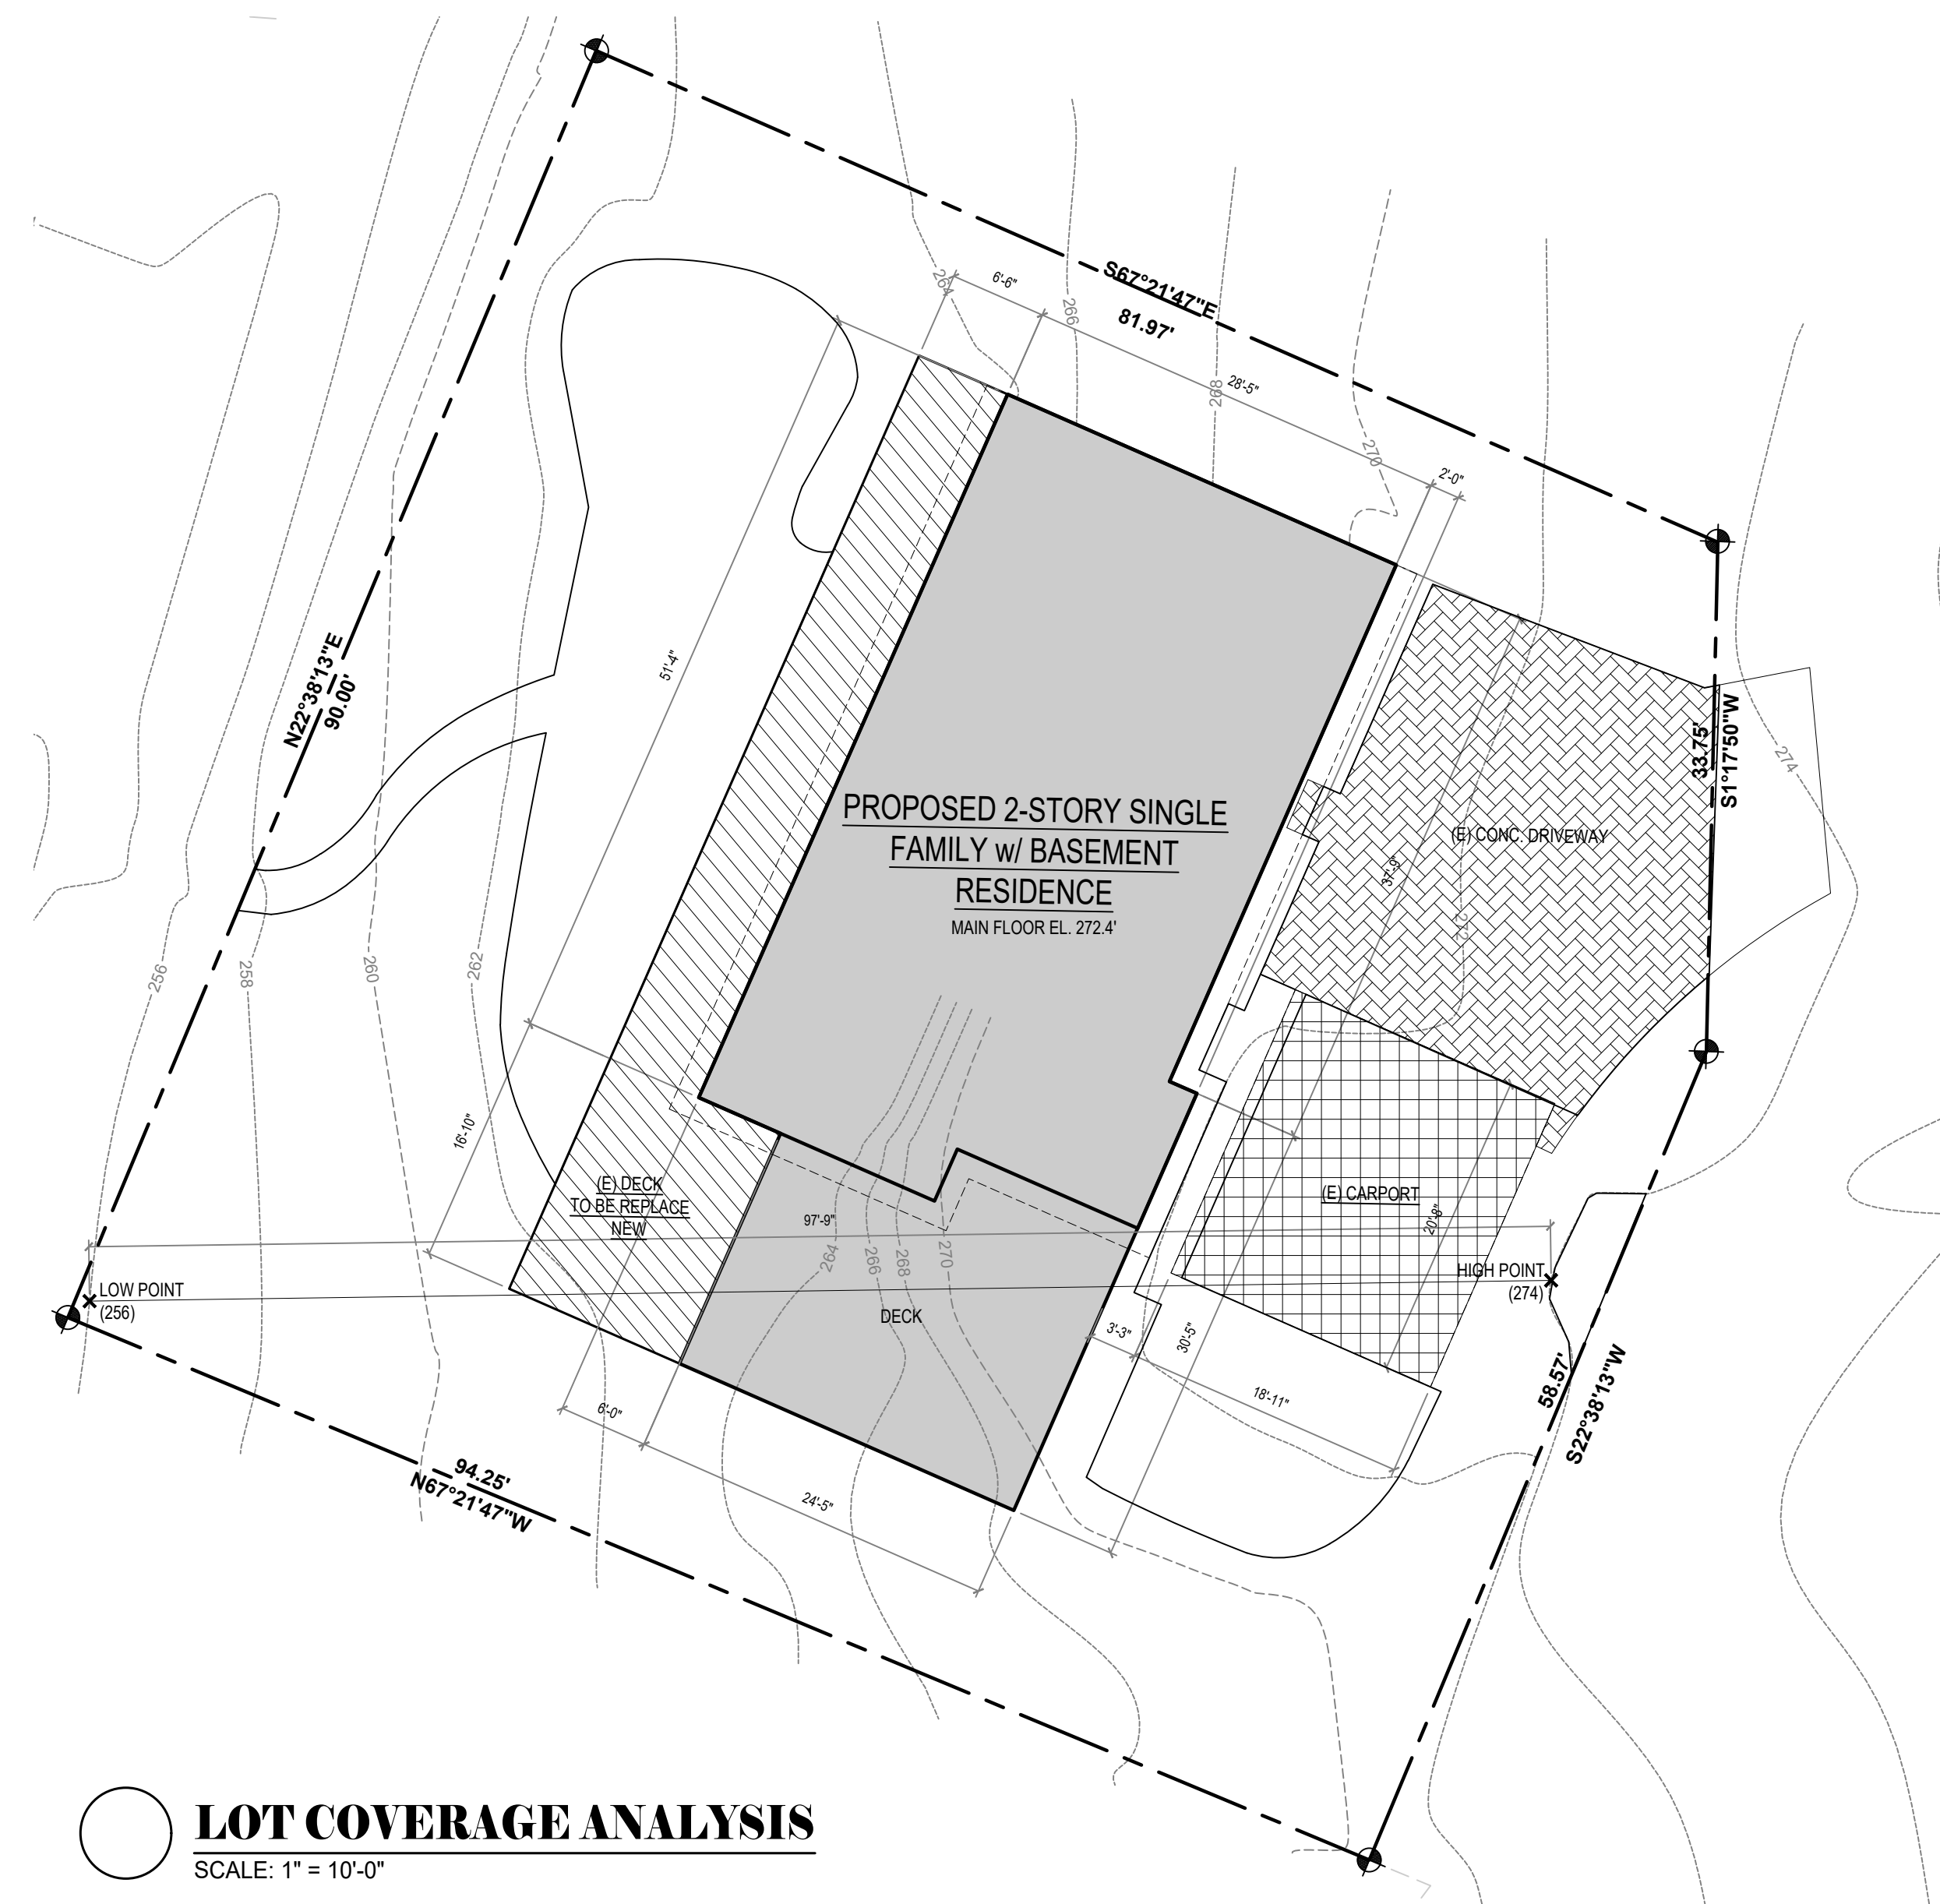 S67°21'47"E
81.97'
264
6'-6"
266
28'-5"
268
270
2'-0"
N22°38'13"E
90.00'
51'-4"
33.75'
S1°17'50"W
274
PROPOSED 2-STORY SINGLE
FAMILY w/ BASEMENT
RESIDENCE
MAIN FLOOR EL. 272.4'
(E) CONC. DRIVEWAY
37'-9"
272
256
258
260
262
16'-10"
(E) DECK
TO BE REPLACE
NEW
97'-9"
264
266
268
270
(E) CARPORT
20'-8"
LOW POINT
(256)
HIGH POINT
(274)
DECK
3'-3"
30'-5"
18'-11"
58.57'
S22°38'13"W
6'-0"
24'-5"
94.25'
N67°21'47"W
LOT COVERAGE ANALYSIS
SCALE: 1" = 10'-0"